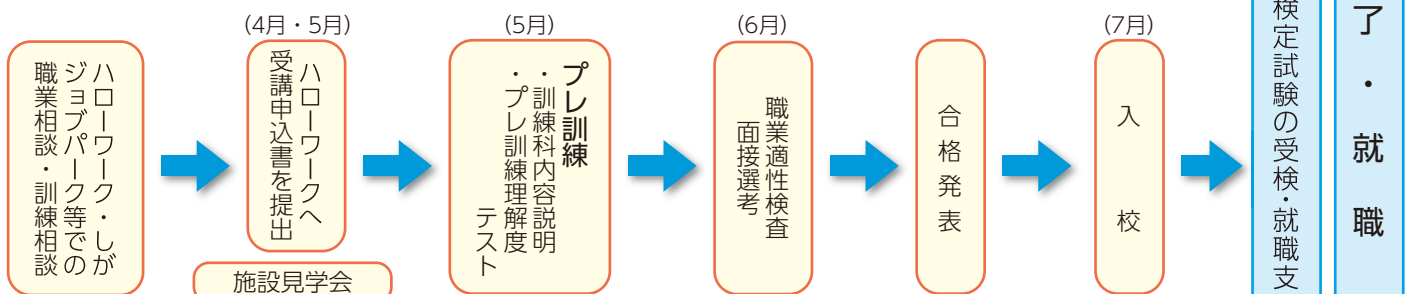 ハローワーク・しが
ジョブパーク等での
職業相談・訓練相談
(4月・5月)
ハローワークへ
受講申込書を提出
施設見学会
(5月)
プレ訓練
・訓練科内容説明
・プレ訓練理解度
テスト
(6月)
職業適性検査
面接選考
合格発表
(7月)
入校
検定試験の受検・就職支
了・就職